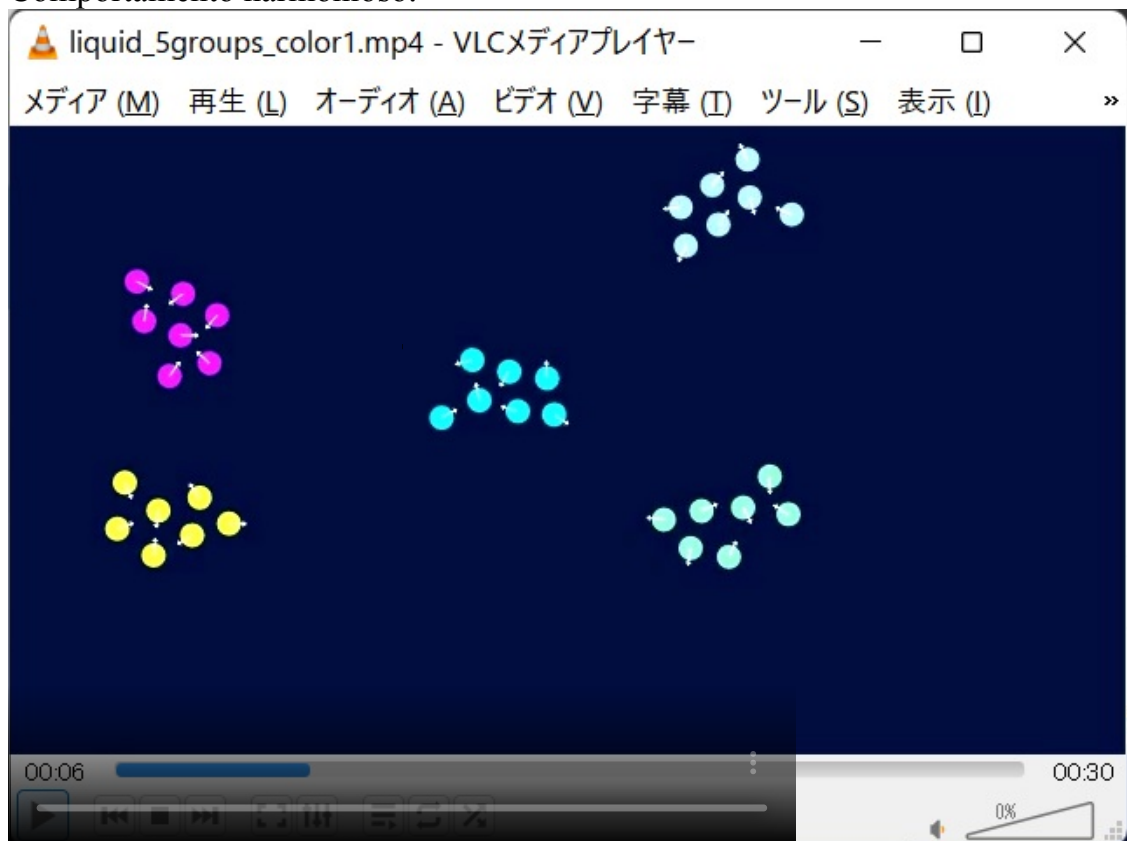 Comportamento harmonioso.
liquid_5groups_color1.mp4 - VLCメディアプレイヤー
メディア (M) 再生 (L) オーディオ (A) ビデオ (V) 字幕 (T) ツール (S) 表示 (I) »
00:06 00:30
0%